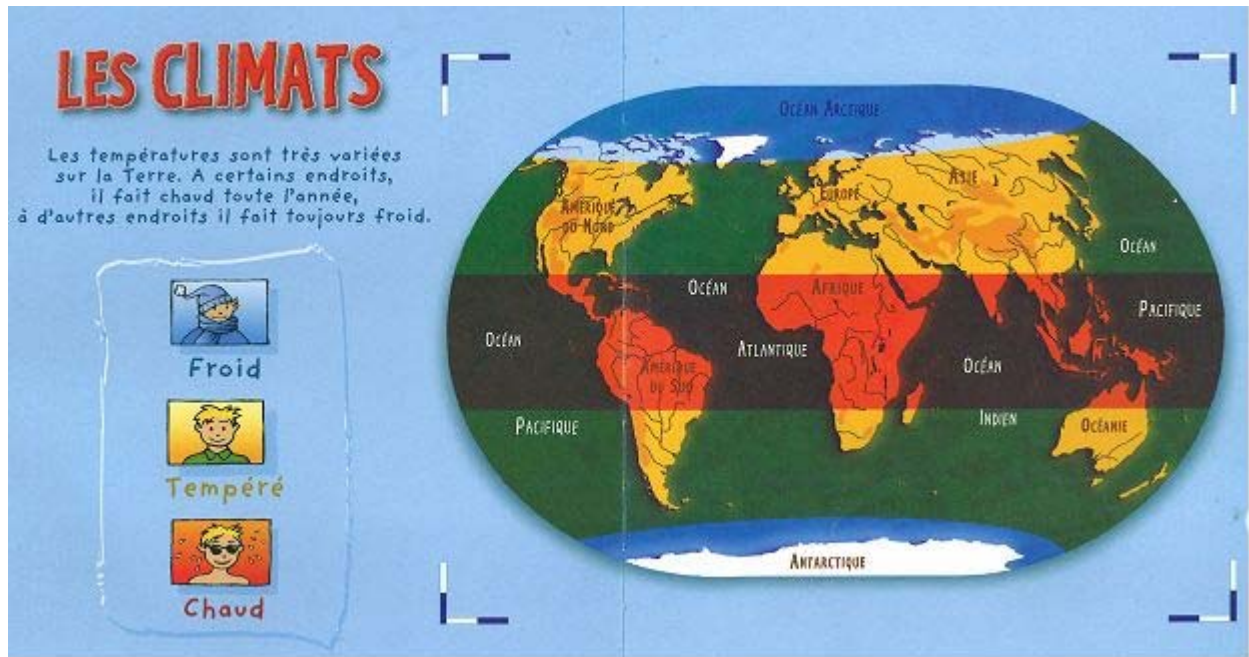 LES CLIMATS
Les températures sont très variées
sur la Terre. A certains endroits,
il fait chaud toute l'année,
à d'autres endroits il fait toujours froid.
Froid
Tempéré
Chaud
OCÉAN ARCTIQUE
AMÉRIQUE
DU NORD
EUROPE
ASIE
OCÉAN
PACIFIQUE
OCÉAN
ATLANTIQUE
AFRIQUE
OCÉAN
PACIFIQUE
AMÉRIQUE
DU SUD
OCÉAN
INDIEN
OCÉANIE
ANTARCTIQUE